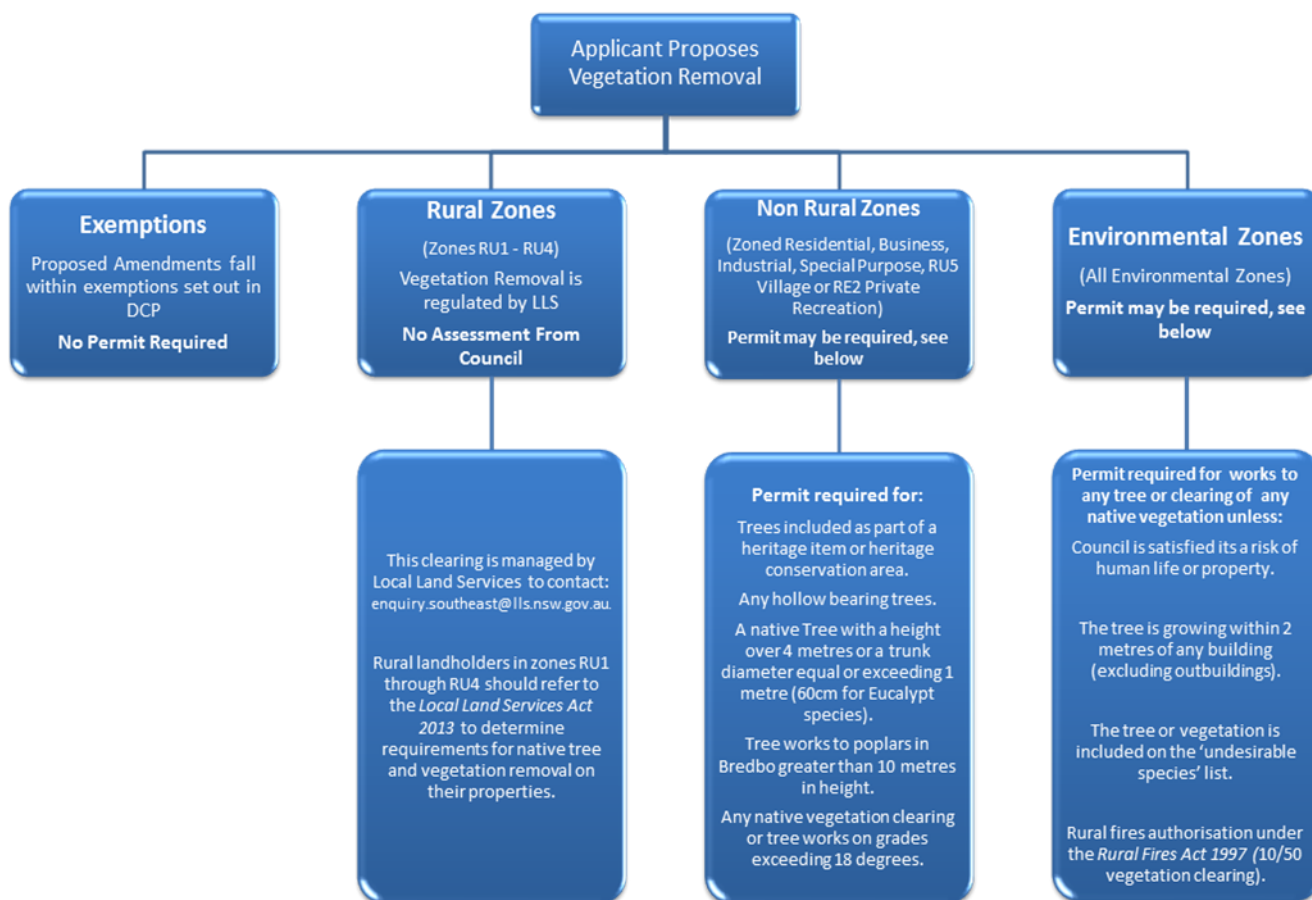 Applicant Proposes
Vegetation Removal
Exemptions
Proposed Amendments fall
within exemptions set out in
DCP
No Permit Required
Rural Zones
(Zones RU1 - RU4)
Vegetation Removal is
regulated by LLS
No Assessment From
Council
Non Rural Zones
(Zoned Residential, Business,
Industrial, Special Purpose, RU5
Village or RE2 Private
Recreation)
Permit may be required, see
below
Environmental Zones
(All Environmental Zones)
Permit may be required, see
below
This clearing is managed by
Local Land Services to contact:
enquiry.southeast@lls.nsw.gov.au.
Rural landholders in zones RU1
through RU4 should refer to
the Local Land Services Act
2013 to determine
requirements for native tree
and vegetation removal on
their properties.
Permit required for:
Trees included as part of a
heritage item or heritage
conservation area.
Any hollow bearing trees.
A native Tree with a height
over 4 metres or a trunk
diameter equal or exceeding 1
metre (60cm for Eucalypt
species).
Tree works to poplars in
Bredbo greater than 10 metres
in height.
Any native vegetation clearing
or tree works on grades
exceeding 18 degrees.
Permit required for works to
any tree or clearing of any
native vegetation unless:
Council is satisfied its a risk of
human life or property.
The tree is growing within 2
metres of any building
(excluding outbuildings).
The tree or vegetation is
included on the ‘undesirable
species’ list.
Rural fires authorisation under
the Rural Fires Act 1997 (10/50
vegetation clearing).